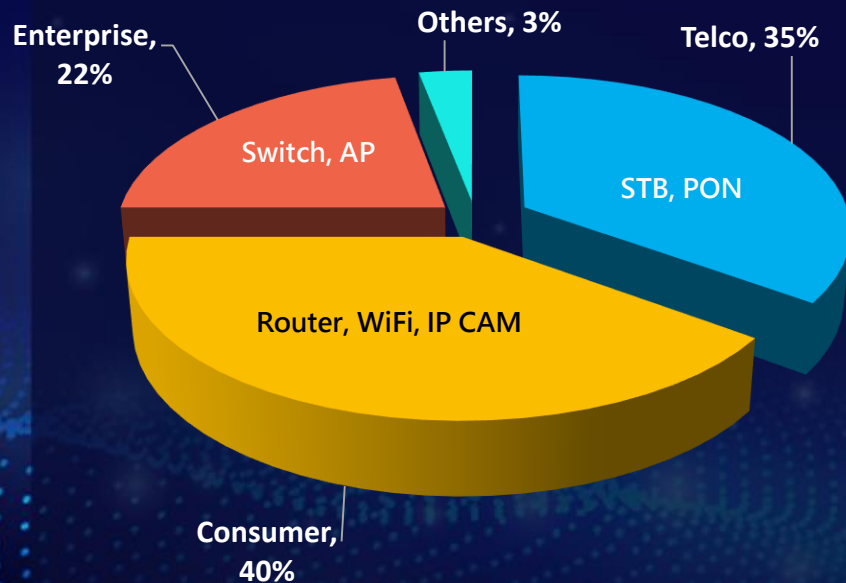 Others, 3%
Enterprise,
22%
Telco, 35%
Switch, AP
STB, PON
Router, WiFi, IP CAM
Consumer,
40%